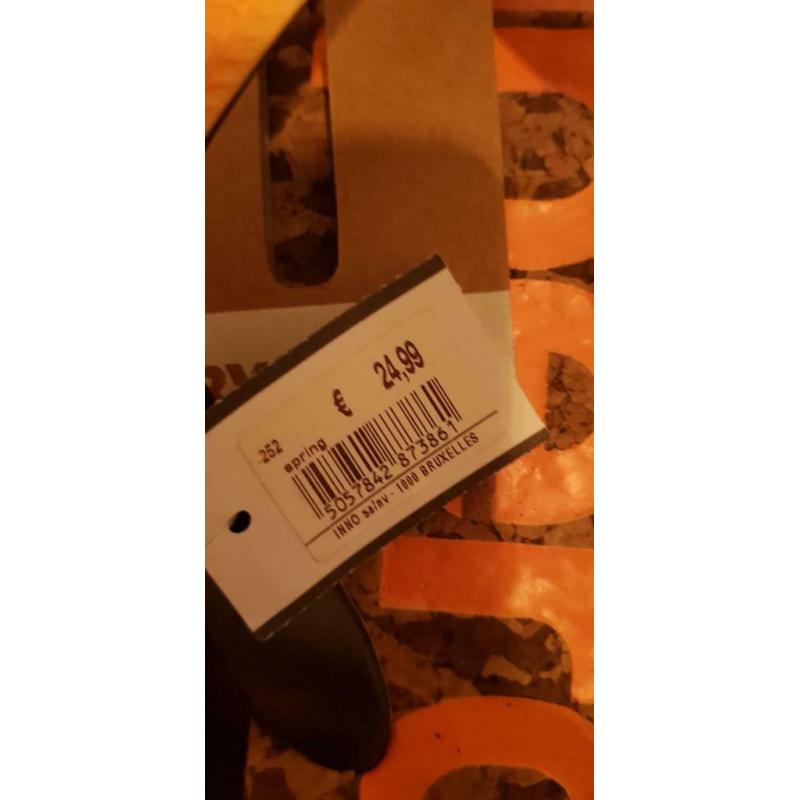 € 24,99
252 spring
5057842 873861
INNO sa/nv - 1000 BRUXELLES